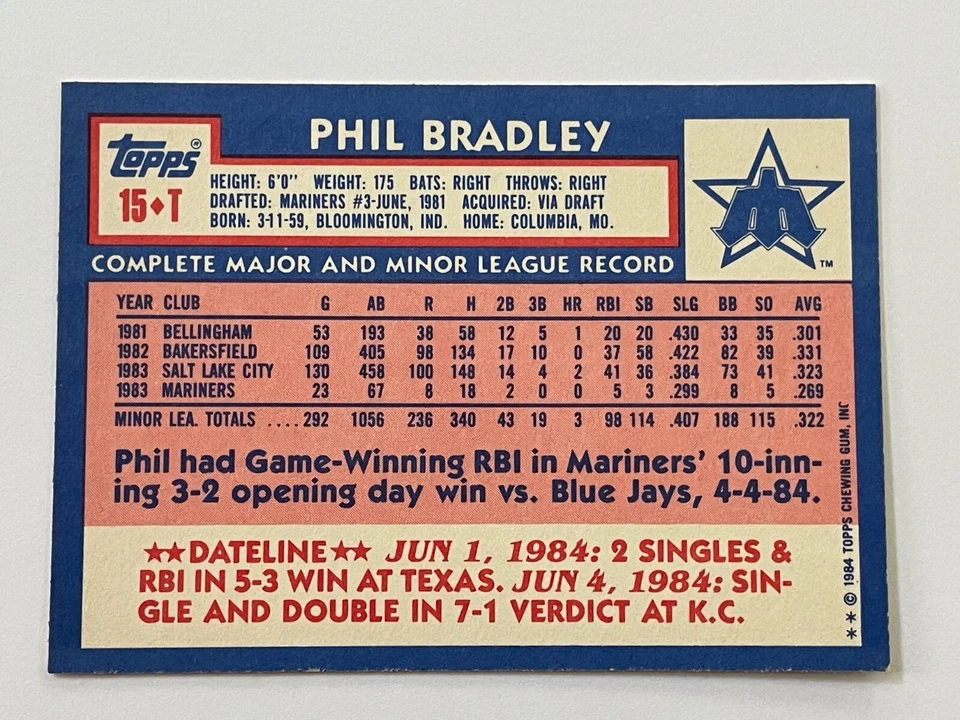 PHIL BRADLEY
Topps®
15♦T
HEIGHT: 6'0" WEIGHT: 175 BATS: RIGHT THROWS: RIGHT
DRAFTED: MARINERS #3-JUNE, 1981 ACQUIRED: VIA DRAFT
BORN: 3-11-59, BLOOMINGTON, IND. HOME: COLUMBIA, MO.
TM
COMPLETE MAJOR AND MINOR LEAGUE RECORD
YEAR CLUB G AB R H 2B 3B HR RBI SB SLG BB SO AVG
1981 BELLINGHAM 53 193 38 58 12 5 1 20 20 .430 33 35 .301
1982 BAKERSFIELD 109 405 98 134 17 10 0 37 58 .422 82 39 .331
1983 SALT LAKE CITY 130 458 100 148 14 4 2 41 36 .384 73 41 .323
1983 MARINERS 23 67 8 18 2 0 0 5 3 .299 8 5 .269
MINOR LEA. TOTALS ....292 1056 236 340 43 19 3 98 114 .407 188 115 .322
Phil had Game-Winning RBI in Mariners' 10-inn-
ing 3-2 opening day win vs. Blue Jays, 4-4-84.
★★DATELINE★★ JUN 1, 1984: 2 SINGLES &
RBI IN 5-3 WIN AT TEXAS. JUN 4, 1984: SIN-
GLE AND DOUBLE IN 7-1 VERDICT AT K.C.
** © 1984 TOPPS CHEWING GUM, INC